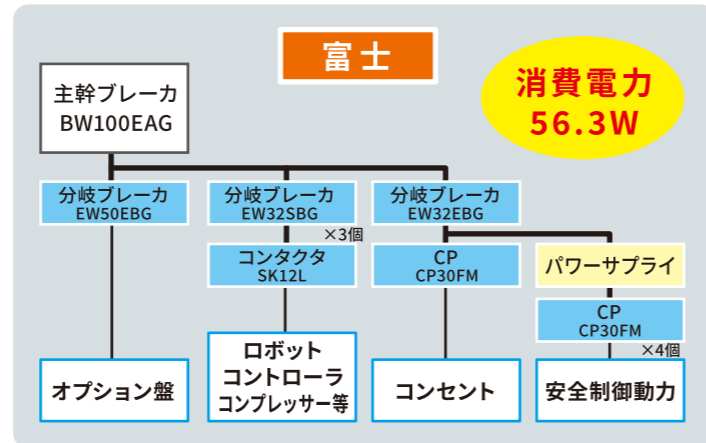 富士
消費電力
56.3W
主幹ブレーカ
BW100EAG
分岐ブレーカ
EW50EBG
分岐ブレーカ
EW32SBG
×3個
分岐ブレーカ
EW32EBG
コンタクタ
SK12L
CP
CP30FM
パワーサプライ
CP
CP30FM
×4個
オプション盤
ロボット
コントローラ
コンプレッサー等
コンセント
安全制御動力